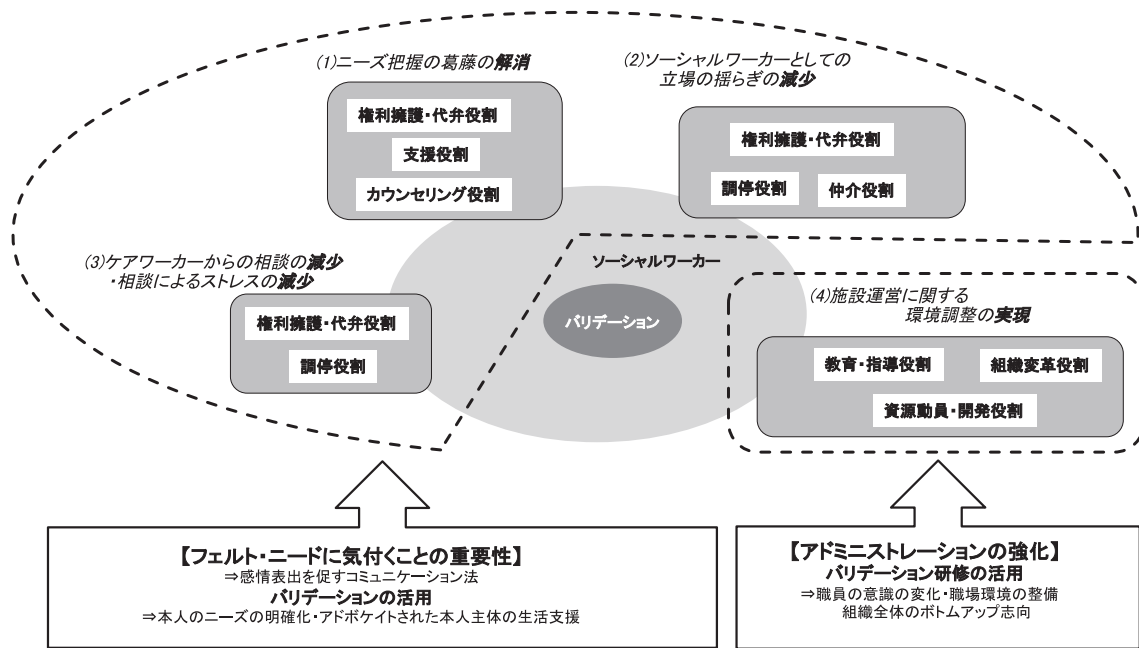 (1)ニーズ把握の葛藤の解消
権利擁護・代弁役割
支援役割
カウンセリング役割
(2)ソーシャルワーカーとしての
立場の揺らぎの減少
権利擁護・代弁役割
調停役割
仲介役割
(3)ケアワーカーからの相談の減少
・相談によるストレスの減少
権利擁護・代弁役割
調停役割
ソーシャルワーカー
バリデーション
(4)施設運営に関する
環境調整の実現
教育・指導役割
組織変革役割
資源動員・開発役割
【フェルト・ニードに気付くことの重要性】
⇒感情表出を促すコミュニケーション法
バリデーションの活用
⇒本人のニーズの明確化・アドボケイトされた本人主体の生活支援
【アドミニストレーションの強化】
バリデーション研修の活用
⇒職員の意識の変化・職場環境の整備
組織全体のボトムアップ志向